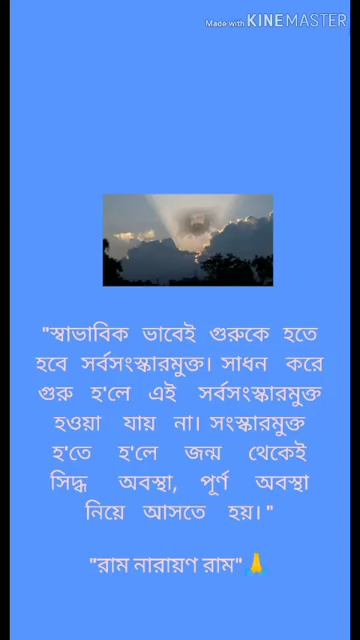 Made with KINEMASTER
"স্বাভাবিক ভাবেই গুরুকে হতে
হবে সর্বসংস্কারমুক্ত। সাধন করে
গুরু হ'লে এই সর্বসংস্কারমুক্ত
হওয়া যায় না। সংস্কারমুক্ত
হ'তে হ'লে জন্ম থেকেই
সিদ্ধ অবস্থা, পূর্ণ অবস্থা
নিয়ে আসতে হয়।"
"রাম নারায়ণ রাম"🙏